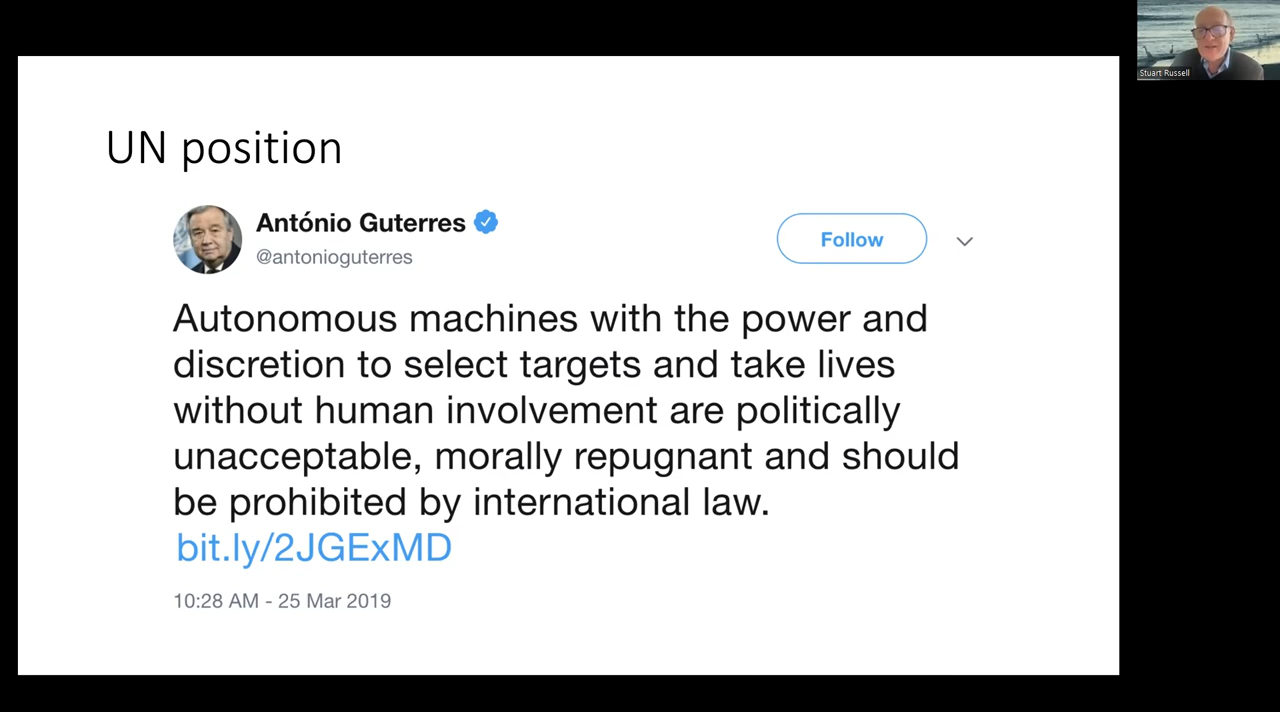 Stuart Russell
UN position
António Guterres
@antonioguterres
Follow
Autonomous machines with the power and
discretion to select targets and take lives
without human involvement are politically
unacceptable, morally repugnant and should
be prohibited by international law.
bit.ly/2JGExMD
10:28 AM - 25 Mar 2019